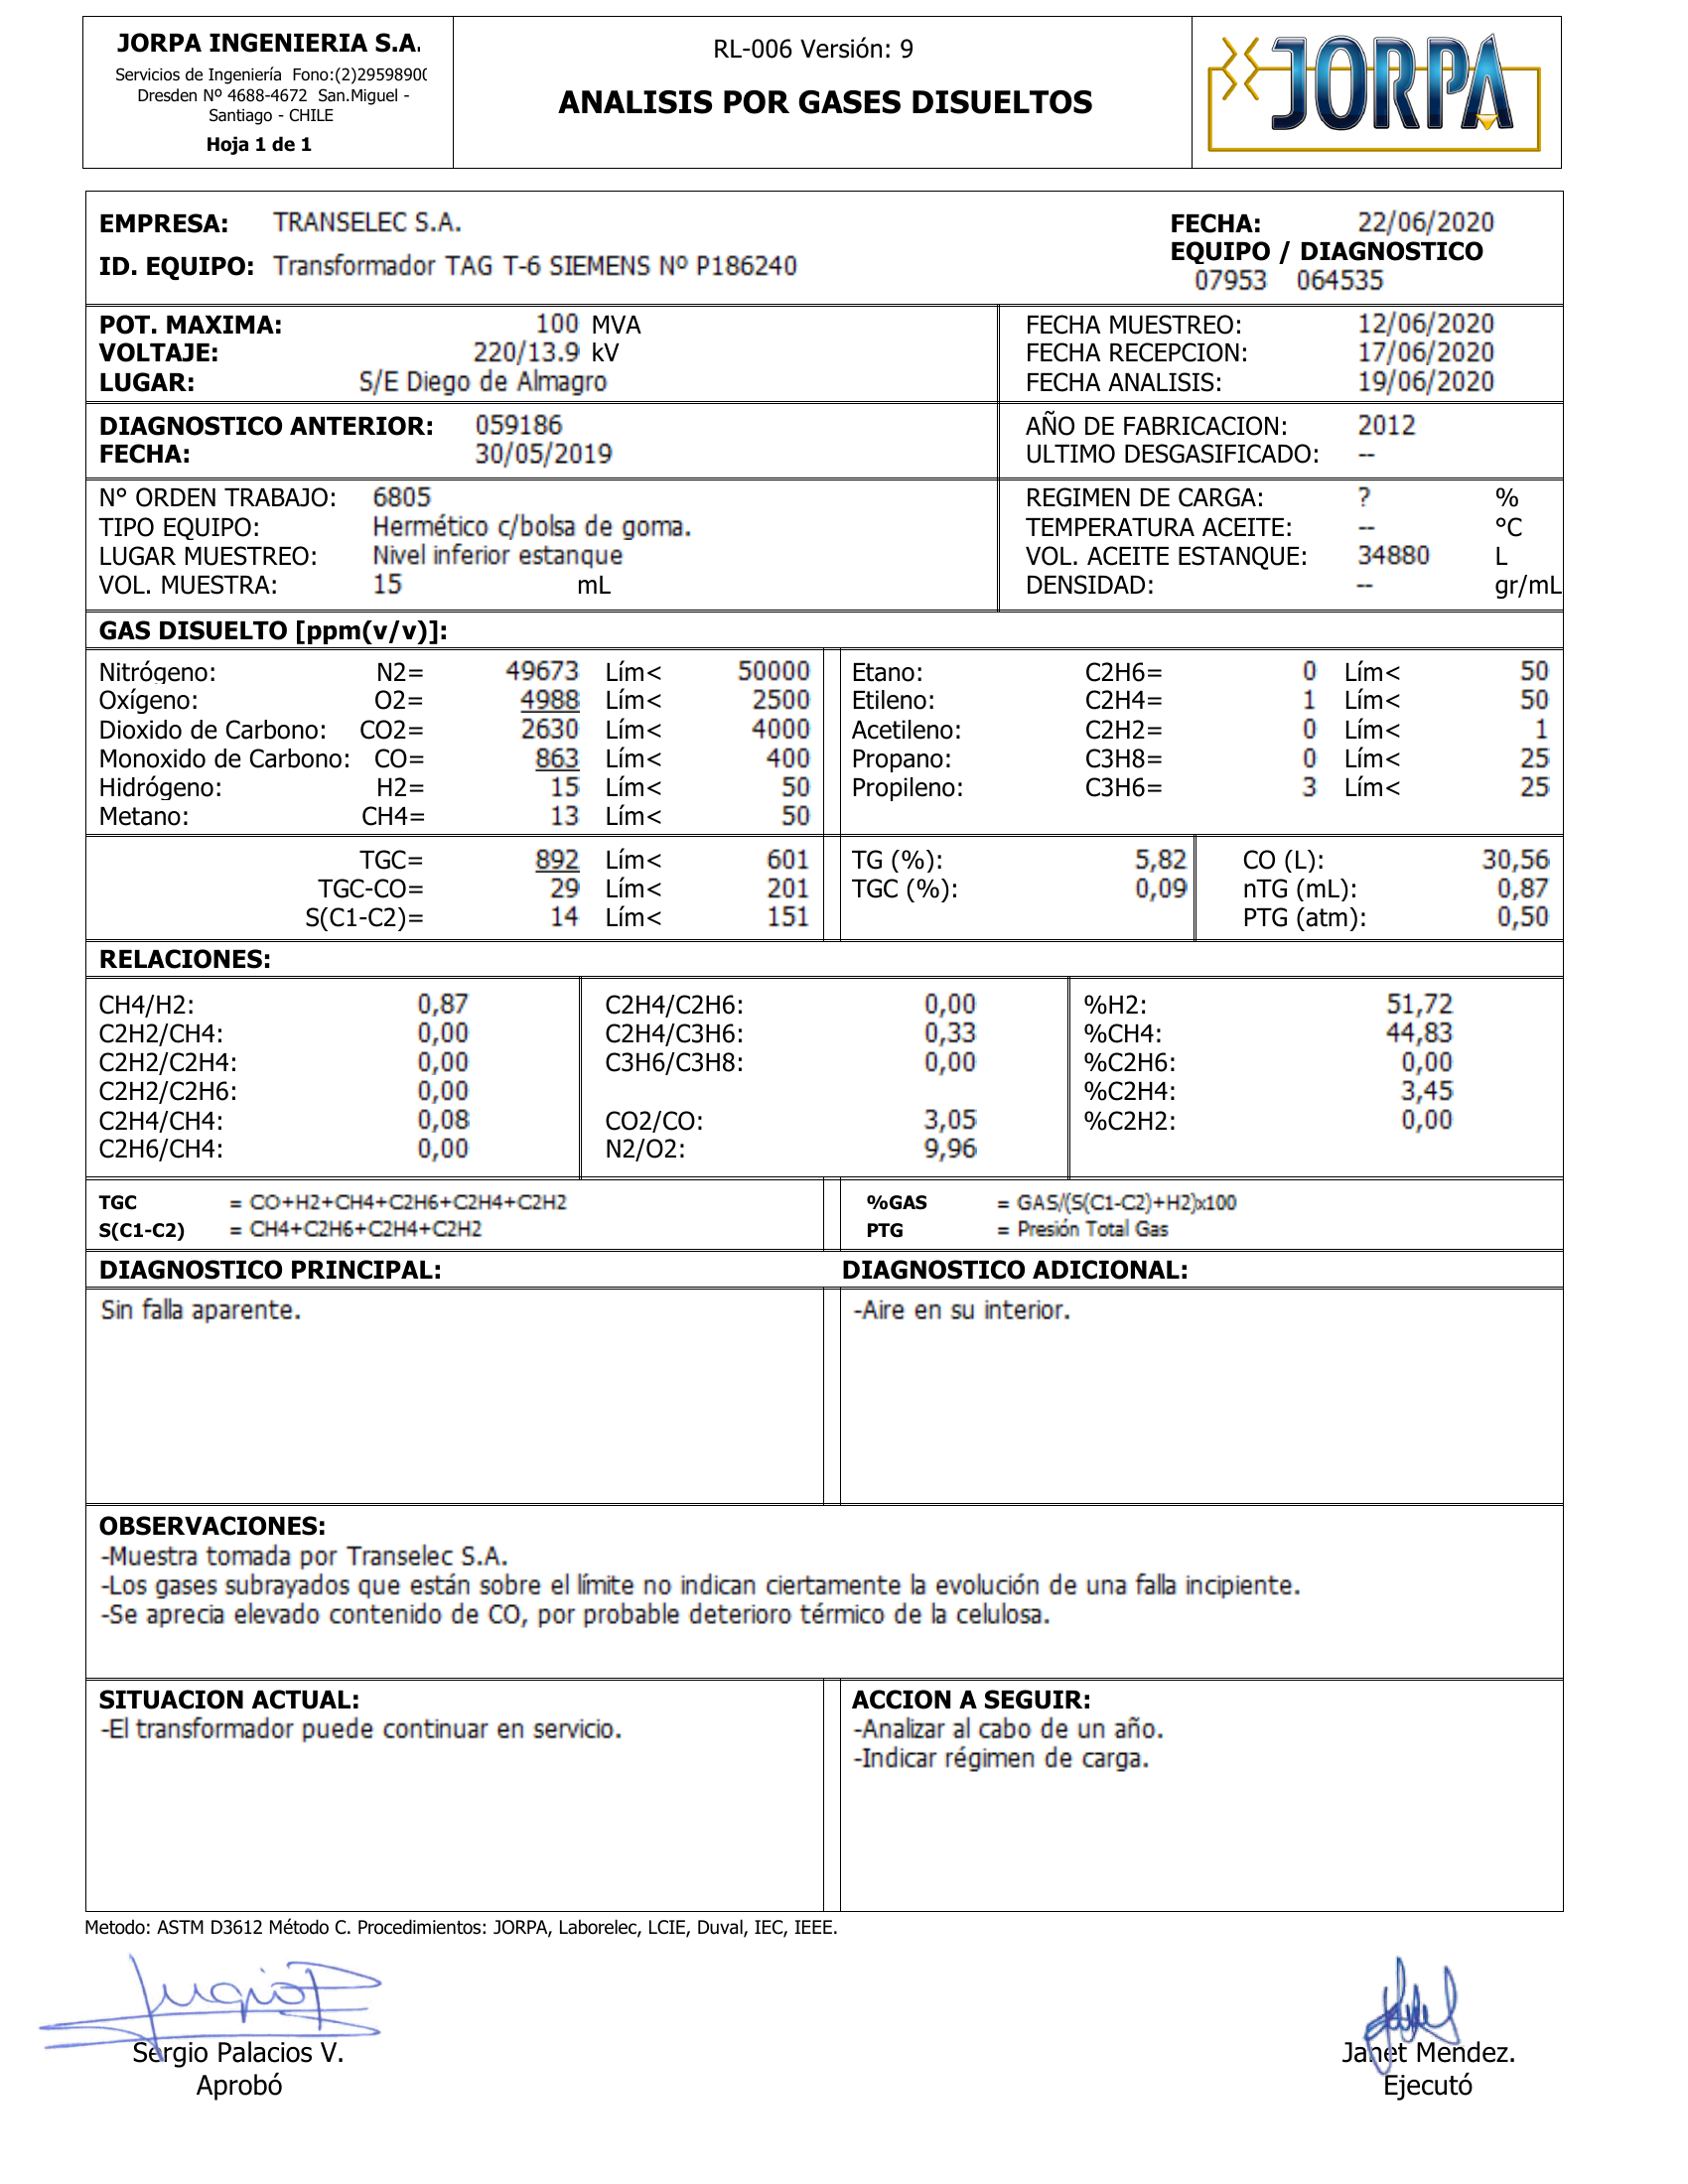 JORPA INGENIERIA S.A.
Servicios de Ingeniería Fono:(2)29598900
Dresden Nº 4688-4672 San.Miguel -
Santiago - CHILE
Hoja 1 de 1
RL-006 Versión: 9
ANALISIS POR GASES DISUELTOS
JORPA
EMPRESA: TRANSELEC S.A.
ID. EQUIPO: Transformador TAG T-6 SIEMENS Nº P186240
FECHA: 22/06/2020
EQUIPO / DIAGNOSTICO
07953 064535
POT. MAXIMA: 100 MVA
VOLTAJE: 220/13.9 kV
LUGAR: S/E Diego de Almagro
FECHA MUESTREO: 12/06/2020
FECHA RECEPCION: 17/06/2020
FECHA ANALISIS: 19/06/2020
DIAGNOSTICO ANTERIOR: 059186
FECHA: 30/05/2019
AÑO DE FABRICACION: 2012
ULTIMO DESGASIFICADO: --
N° ORDEN TRABAJO: 6805
TIPO EQUIPO: Hermético c/bolsa de goma.
LUGAR MUESTREO: Nivel inferior estanque
VOL. MUESTRA: 15 mL
REGIMEN DE CARGA: ? %
TEMPERATURA ACEITE: -- °C
VOL. ACEITE ESTANQUE: 34880 L
DENSIDAD: -- gr/mL
GAS DISUELTO [ppm(v/v)]:
Nitrógeno: N2= 49673 Lím< 50000
Oxígeno: O2= 4988 Lím< 2500
Dioxido de Carbono: CO2= 2630 Lím< 4000
Monoxido de Carbono: CO= 863 Lím< 400
Hidrógeno: H2= 15 Lím< 50
Metano: CH4= 13 Lím< 50
Etano: C2H6= 0 Lím< 50
Etileno: C2H4= 1 Lím< 50
Acetileno: C2H2= 0 Lím< 1
Propano: C3H8= 0 Lím< 25
Propileno: C3H6= 3 Lím< 25
TGC= 892 Lím< 601
TGC-CO= 29 Lím< 201
S(C1-C2)= 14 Lím< 151
TG (%): 5,82
TGC (%): 0,09
CO (L): 30,56
nTG (mL): 0,87
PTG (atm): 0,50
RELACIONES:
CH4/H2: 0,87
C2H2/CH4: 0,00
C2H2/C2H4: 0,00
C2H2/C2H6: 0,00
C2H4/CH4: 0,08
C2H6/CH4: 0,00
C2H4/C2H6: 0,00
C2H4/C3H6: 0,33
C3H6/C3H8: 0,00
CO2/CO: 3,05
N2/O2: 9,96
%H2: 51,72
%CH4: 44,83
%C2H6: 0,00
%C2H4: 3,45
%C2H2: 0,00
TGC = CO+H2+CH4+C2H6+C2H4+C2H2
S(C1-C2) = CH4+C2H6+C2H4+C2H2
%GAS = GAS/(S(C1-C2)+H2)x100
PTG = Presión Total Gas
DIAGNOSTICO PRINCIPAL:
Sin falla aparente.
DIAGNOSTICO ADICIONAL:
-Aire en su interior.
OBSERVACIONES:
-Muestra tomada por Transelec S.A.
-Los gases subrayados que están sobre el límite no indican ciertamente la evolución de una falla incipiente.
-Se aprecia elevado contenido de CO, por probable deterioro térmico de la celulosa.
SITUACION ACTUAL:
-El transformador puede continuar en servicio.
ACCION A SEGUIR:
-Analizar al cabo de un año.
-Indicar régimen de carga.
Metodo: ASTM D3612 Método C. Procedimientos: JORPA, Laborelec, LCIE, Duval, IEC, IEEE.
Sergio Palacios V.
Aprobó
Janet Mendez.
Ejecutó